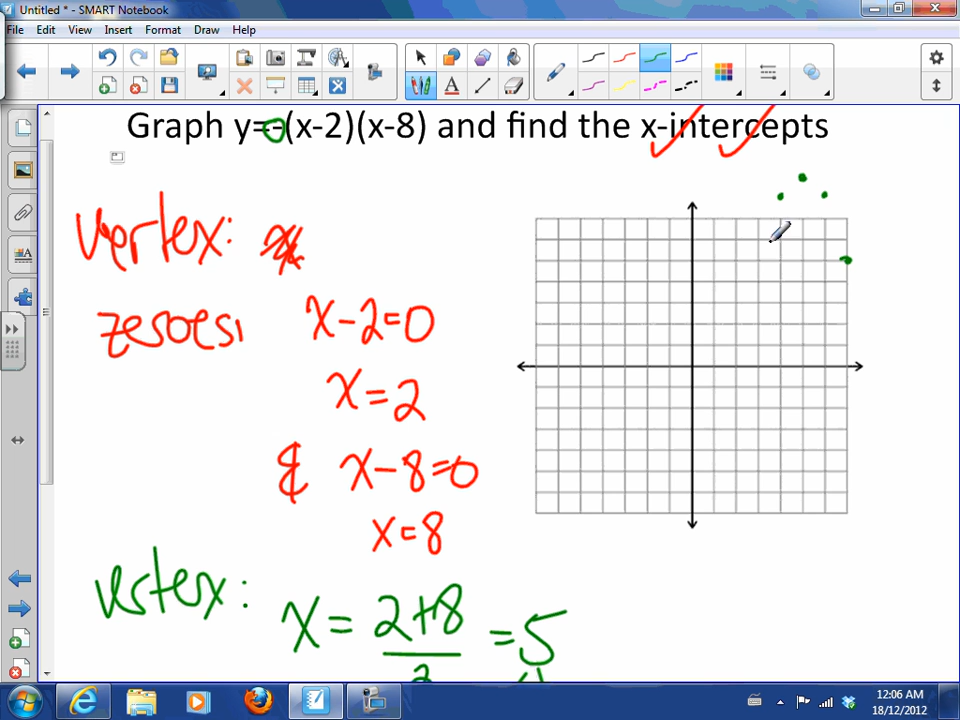 Untitled * - SMART Notebook
File Edit View Insert Format Draw Help
Graph y=-(x-2)(x-8) and find the x-intercepts
vertex:
zeroes:
x-2=0
x=2
& x-8=0
x=8
vertex:
x = 2+8 = 5
2
12:06 AM
18/12/2012